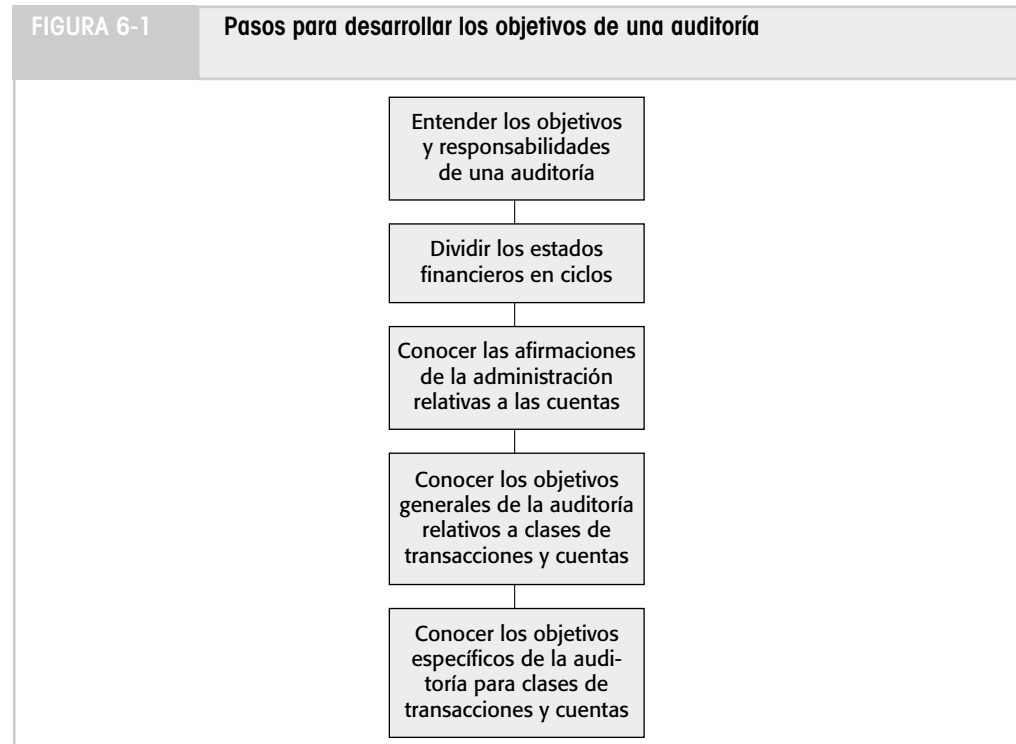 FIGURA 6-1
Pasos para desarrollar los objetivos de una auditoría
Entender los objetivos
y responsabilidades
de una auditoría
Dividir los estados
financieros en ciclos
Conocer las afirmaciones
de la administración
relativas a las cuentas
Conocer los objetivos
generales de la auditoría
relativos a clases de
transacciones y cuentas
Conocer los objetivos
específicos de la audi-
toría para clases de
transacciones y cuentas